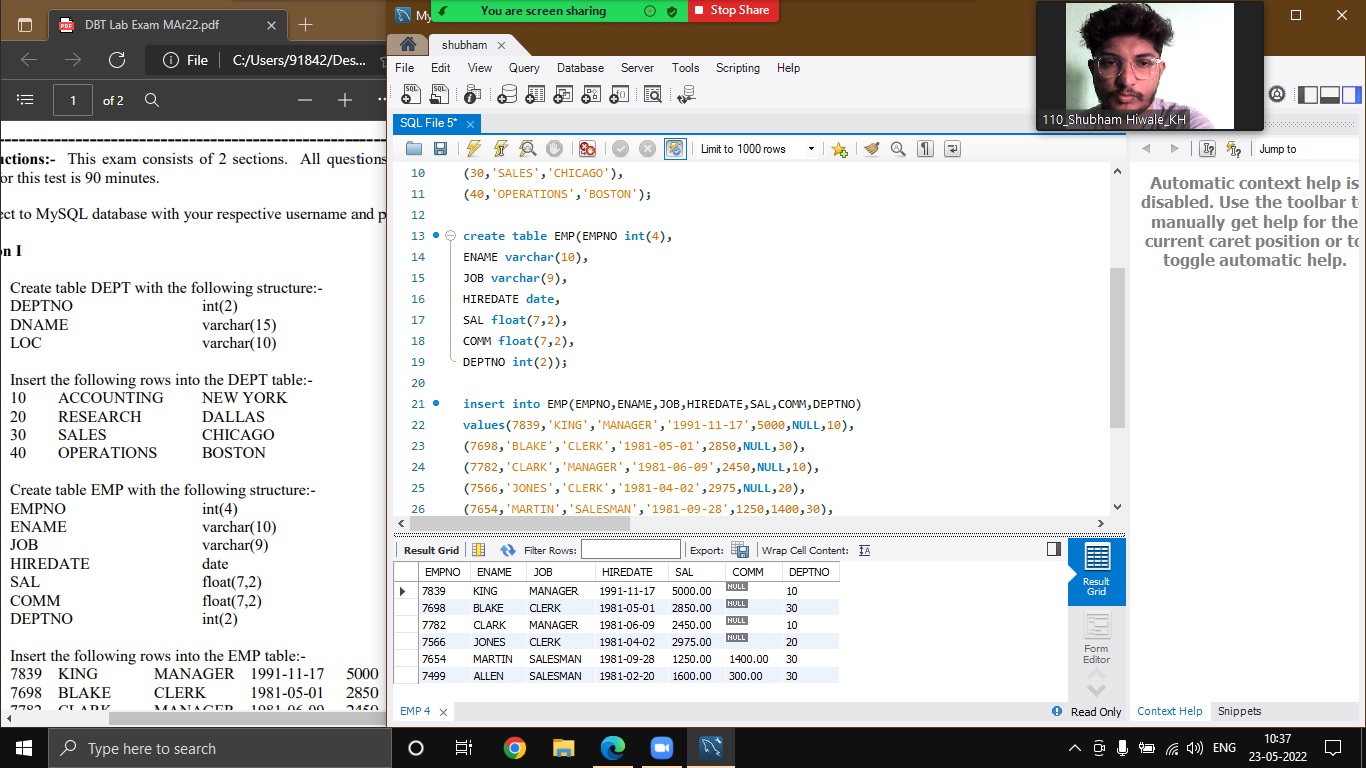 DBT Lab Exam MAr22.pdf
File
C:/Users/91842/Des...
1
of 2
ctions:- This exam consists of 2 sections. All questions
or this test is 90 minutes.
ect to MySQL database with your respective username and p
on I
Create table DEPT with the following structure:-
DEPTNO int(2)
DNAME varchar(15)
LOC varchar(10)
Insert the following rows into the DEPT table:-
10 ACCOUNTING NEW YORK
20 RESEARCH DALLAS
30 SALES CHICAGO
40 OPERATIONS BOSTON
Create table EMP with the following structure:-
EMPNO int(4)
ENAME varchar(10)
JOB varchar(9)
HIREDATE date
SAL float(7,2)
COMM float(7,2)
DEPTNO int(2)
Insert the following rows into the EMP table:-
7839 KING MANAGER 1991-11-17 5000
7698 BLAKE CLERK 1981-05-01 2850
7782 CLARK MANAGER 1981-06-09 2450
My
You are screen sharing
Stop Share
shubham
File Edit View Query Database Server Tools Scripting Help
SQL File 5*
Limit to 1000 rows
10 (30,'SALES','CHICAGO'),
11 (40,'OPERATIONS','BOSTON');
12
13 create table EMP(EMPNO int(4),
14 ENAME varchar(10),
15 JOB varchar(9),
16 HIREDATE date,
17 SAL float(7,2),
18 COMM float(7,2),
19 DEPTNO int(2));
20
21 insert into EMP(EMPNO,ENAME,JOB,HIREDATE,SAL,COMM,DEPTNO)
22 values(7839,'KING','MANAGER','1991-11-17',5000,NULL,10),
23 (7698,'BLAKE','CLERK','1981-05-01',2850,NULL,30),
24 (7782,'CLARK','MANAGER','1981-06-09',2450,NULL,10),
25 (7566,'JONES','CLERK','1981-04-02',2975,NULL,20),
26 (7654,'MARTIN','SALESMAN','1981-09-28',1250,1400,30),
Result Grid Filter Rows: Export: Wrap Cell Content:
EMPNO ENAME JOB HIREDATE SAL COMM DEPTNO
7839 KING MANAGER 1991-11-17 5000.00 NULL 10
7698 BLAKE CLERK 1981-05-01 2850.00 NULL 30
7782 CLARK MANAGER 1981-06-09 2450.00 NULL 10
7566 JONES CLERK 1981-04-02 2975.00 NULL 20
7654 MARTIN SALESMAN 1981-09-28 1250.00 1400.00 30
7499 ALLEN SALESMAN 1981-02-20 1600.00 300.00 30
Result
Grid
Form
Editor
EMP 4
Read Only
110_Shubham Hiwale_KH
Jump to
Automatic context help is
disabled. Use the toolbar t
manually get help for the
current caret position or to
toggle automatic help.
Context Help Snippets
Type here to search
ENG
10:37
23-05-2022